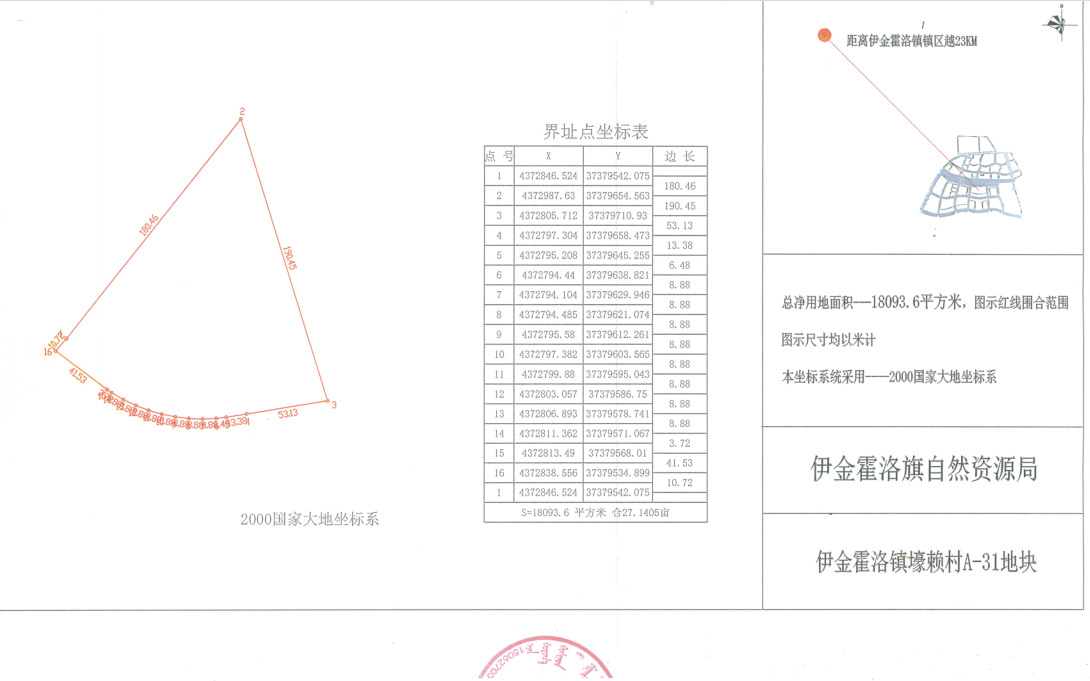 2
180.46
190.45
10.72
16
41.53
13.38
53.13
3
2000国家大地坐标系
界址点坐标表
点 号 X Y 边 长
1 4372846.524 37379542.075
180.46
2 4372987.63 37379654.563
190.45
3 4372805.712 37379710.93
53.13
4 4372797.304 37379658.473
13.38
5 4372795.208 37379645.255
6.48
6 4372794.44 37379638.821
8.88
7 4372794.104 37379629.946
8.88
8 4372794.485 37379621.074
8.88
9 4372795.58 37379612.261
8.88
10 4372797.382 37379603.565
8.88
11 4372799.88 37379595.043
8.88
12 4372803.057 37379586.75
8.88
13 4372806.893 37379578.741
8.88
14 4372811.362 37379571.067
3.72
15 4372813.49 37379568.01
41.53
16 4372838.556 37379534.899
10.72
1 4372846.524 37379542.075
S=18093.6 平方米 合27.1405亩
距离伊金霍洛镇镇区越23KM
总净用地面积---18093.6平方米，图示红线围合范围
图示尺寸均以米计
本坐标系统采用----2000国家大地坐标系
伊金霍洛旗自然资源局
伊金霍洛镇壕赖村A-31地块